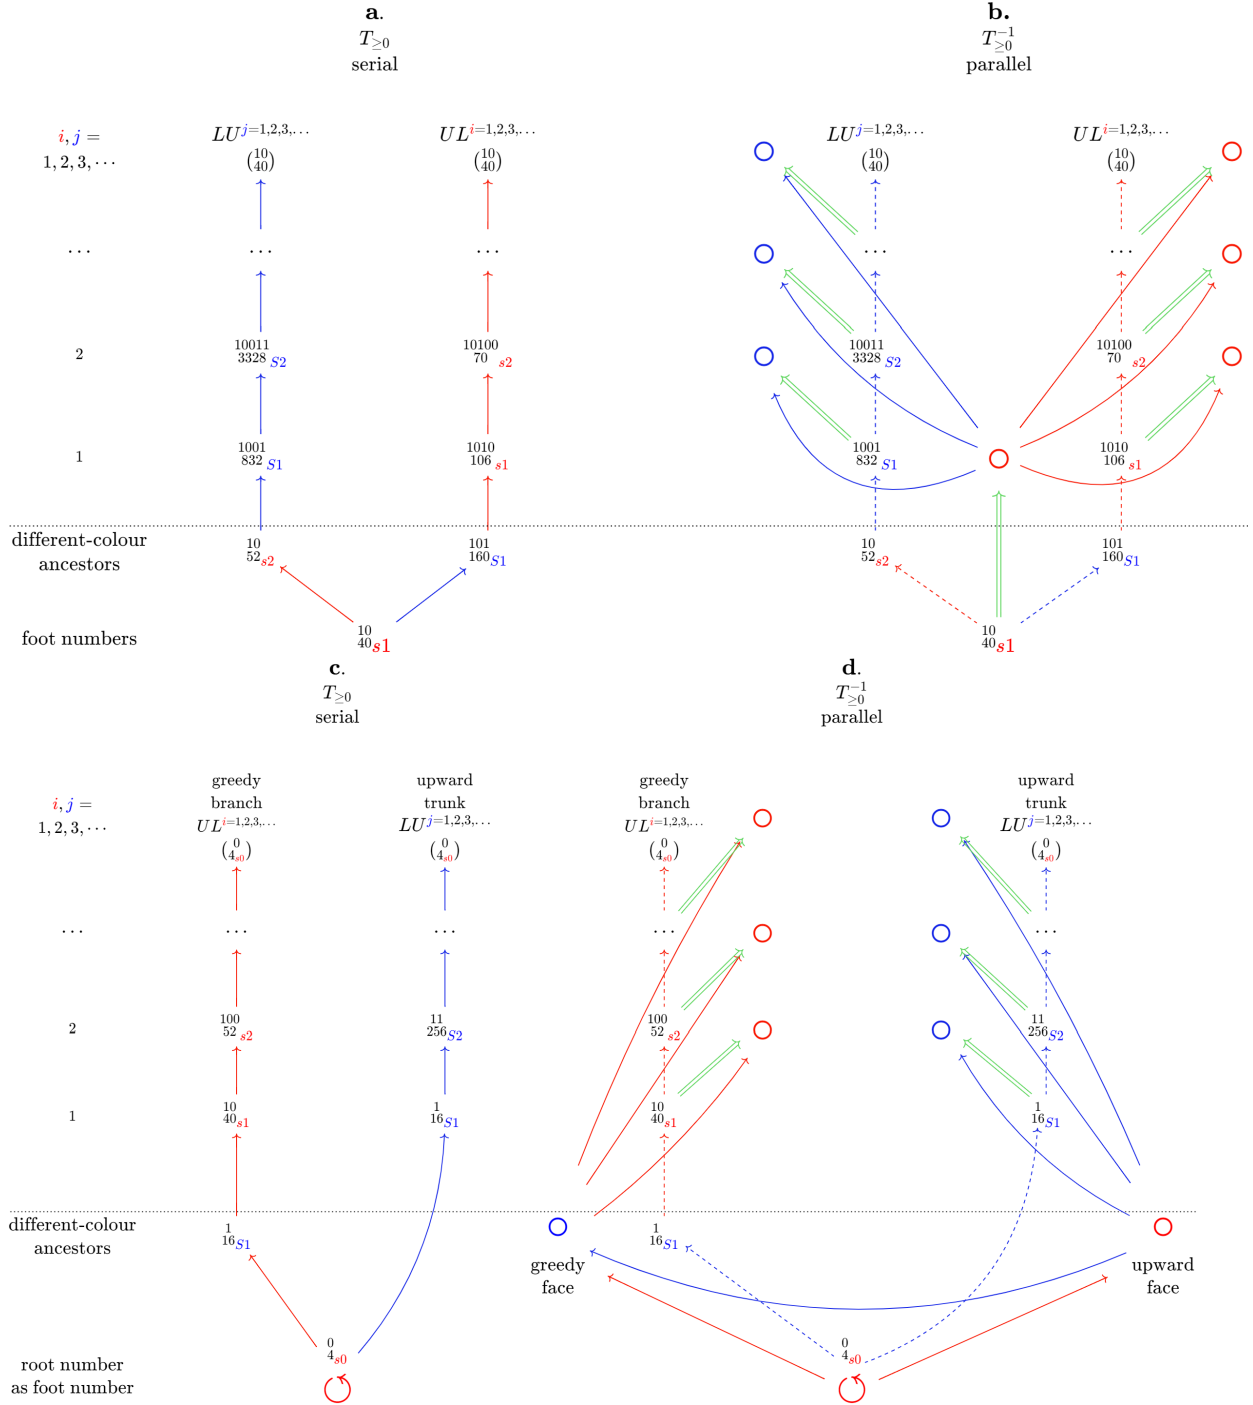 a.
T≥0
serial
b.
T≥0^−1
parallel
i, j =
1, 2, 3, ⋯
LU^j=1,2,3,...
(10
40)
UL^i=1,2,3,...
(10
40)
LU^j=1,2,3,...
(10
40)
UL^i=1,2,3,...
(10
40)
⋯ ⋯ ⋯ ⋯ ⋯
2
10011
3328 S2
10100
70 s2
10011
3328 S2
10100
70 s2
1
1001
832 S1
1010
106 s1
1001
832 S1
1010
106 s1
different-colour
ancestors
10
52 s2
101
160 S1
10
52 s2
101
160 S1
foot numbers
10
40 s1
10
40 s1
c.
T≥0
serial
d.
T≥0^−1
parallel
i, j =
1, 2, 3, ⋯
greedy
branch
UL^i=1,2,3,...
(0
4s0)
upward
trunk
LU^j=1,2,3,...
(0
4s0)
greedy
branch
UL^i=1,2,3,...
(0
4s0)
upward
trunk
LU^j=1,2,3,...
(0
4s0)
⋯ ⋯ ⋯ ⋯ ⋯
2
100
52 s2
11
256 S2
100
52 s2
11
256 S2
1
10
40 s1
1
16 S1
10
40 s1
1
16 S1
different-colour
ancestors
1
16 S1
1
16 S1
greedy
face
upward
face
root number
as foot number
0
4 s0
0
4 s0